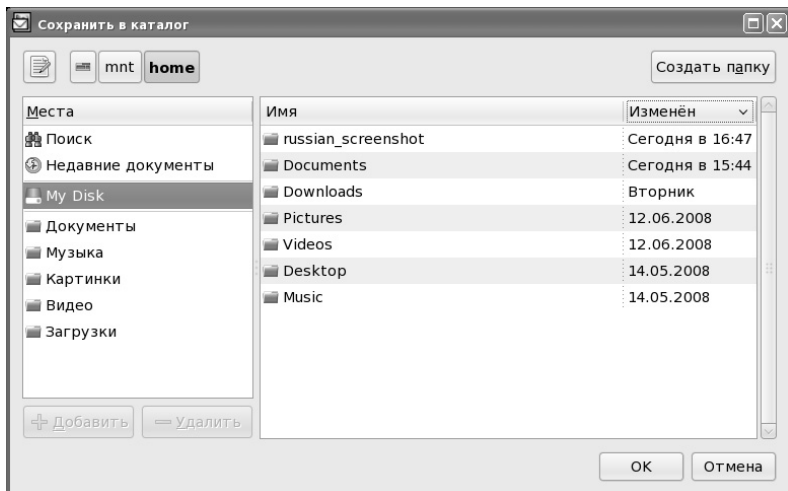 Сохранить в каталог
mnt home Создать папку
Места
Поиск
Недавние документы
My Disk
Документы
Музыка
Картинки
Видео
Загрузки
Добавить Удалить
Имя Изменён
russian_screenshot Сегодня в 16:47
Documents Сегодня в 15:44
Downloads Вторник
Pictures 12.06.2008
Videos 12.06.2008
Desktop 14.05.2008
Music 14.05.2008
OK Отмена